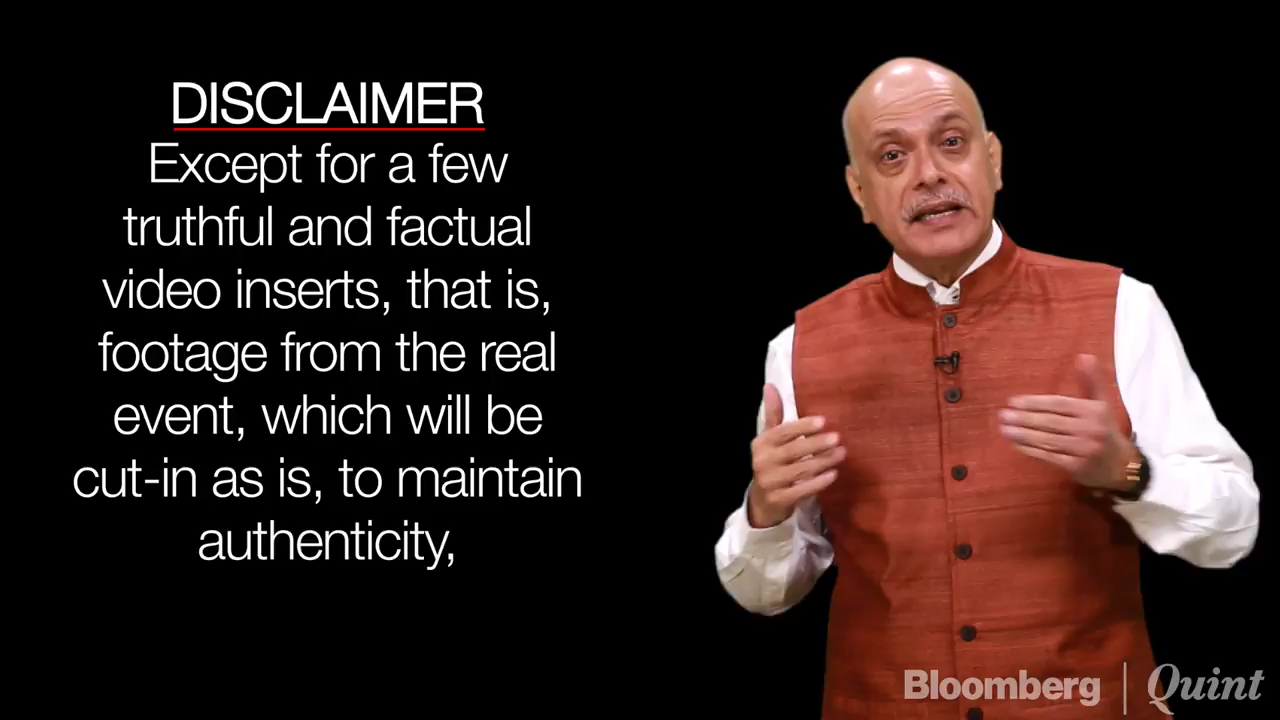 DISCLAIMER
Except for a few
truthful and factual
video inserts, that is,
footage from the real
event, which will be
cut-in as is, to maintain
authenticity,
Bloomberg | Quint